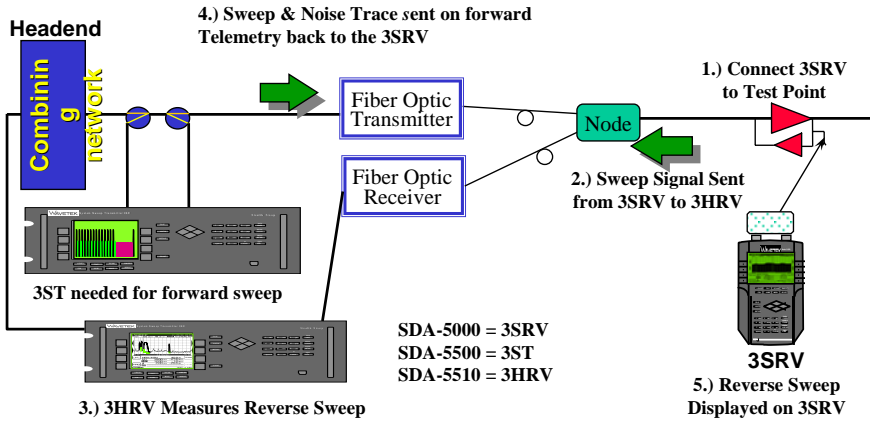 4.) Sweep & Noise Trace sent on forward
Telemetry back to the 3SRV
Headend
Combinin
g
network
1.) Connect 3SRV
to Test Point
Fiber Optic
Transmitter
Node
Fiber Optic
Receiver
2.) Sweep Signal Sent
from 3SRV to 3HRV
WAVETEK
3ST needed for forward sweep
WAVETEK
SDA-5000 = 3SRV
SDA-5500 = 3ST
SDA-5510 = 3HRV
3SRV
3.) 3HRV Measures Reverse Sweep
5.) Reverse Sweep
Displayed on 3SRV